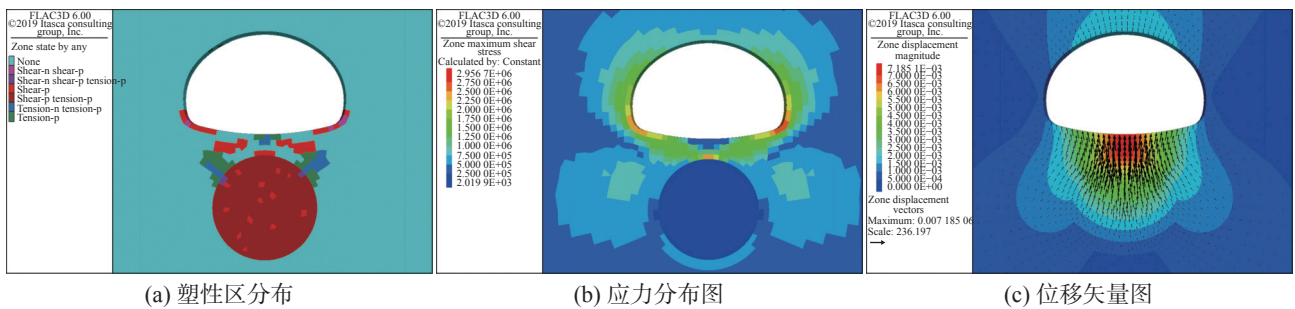 FLAC3D 6.00
©2019 Itasca consulting
group, Inc.
Zone state by any
None
Shear-n shear-p
Shear-n shear-p tension-p
Shear-p
Shear-p tension-p
Tension-n tension-p
Tension-p
(a) 塑性区分布
FLAC3D 6.00
©2019 Itasca consulting
group, Inc.
Zone maximum shear
stress
Calculated by: Constant
2.956 7E+06
2.750 0E+06
2.500 0E+06
2.250 0E+06
2.000 0E+06
1.750 0E+06
1.500 0E+06
1.250 0E+06
1.000 0E+06
7.500 0E+05
5.000 0E+05
2.500 0E+05
2.019 9E+03
(b) 应力分布图
FLAC3D 6.00
©2019 Itasca consulting
group, Inc.
Zone displacement
magnitude
7.185 1E−03
7.000 0E−03
6.500 0E−03
6.000 0E−03
5.500 0E−03
5.000 0E−03
4.500 0E−03
4.000 0E−03
3.500 0E−03
3.000 0E−03
2.500 0E−03
2.000 0E−03
1.500 0E−03
1.000 0E−03
5.000 0E−04
0.000 0E+00
Zone displacement
vectors
Maximum: 0.007 185 06
Scale: 236.197
(c) 位移矢量图